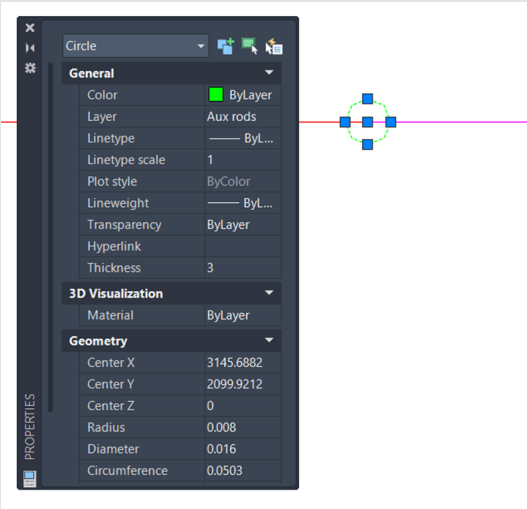 Circle
General
Color ByLayer
Layer Aux rods
Linetype ByL...
Linetype scale 1
Plot style ByColor
Lineweight ByL...
Transparency ByLayer
Hyperlink
Thickness 3
3D Visualization
Material ByLayer
Geometry
Center X 3145.6882
Center Y 2099.9212
Center Z 0
Radius 0.008
Diameter 0.016
Circumference 0.0503
PROPERTIES